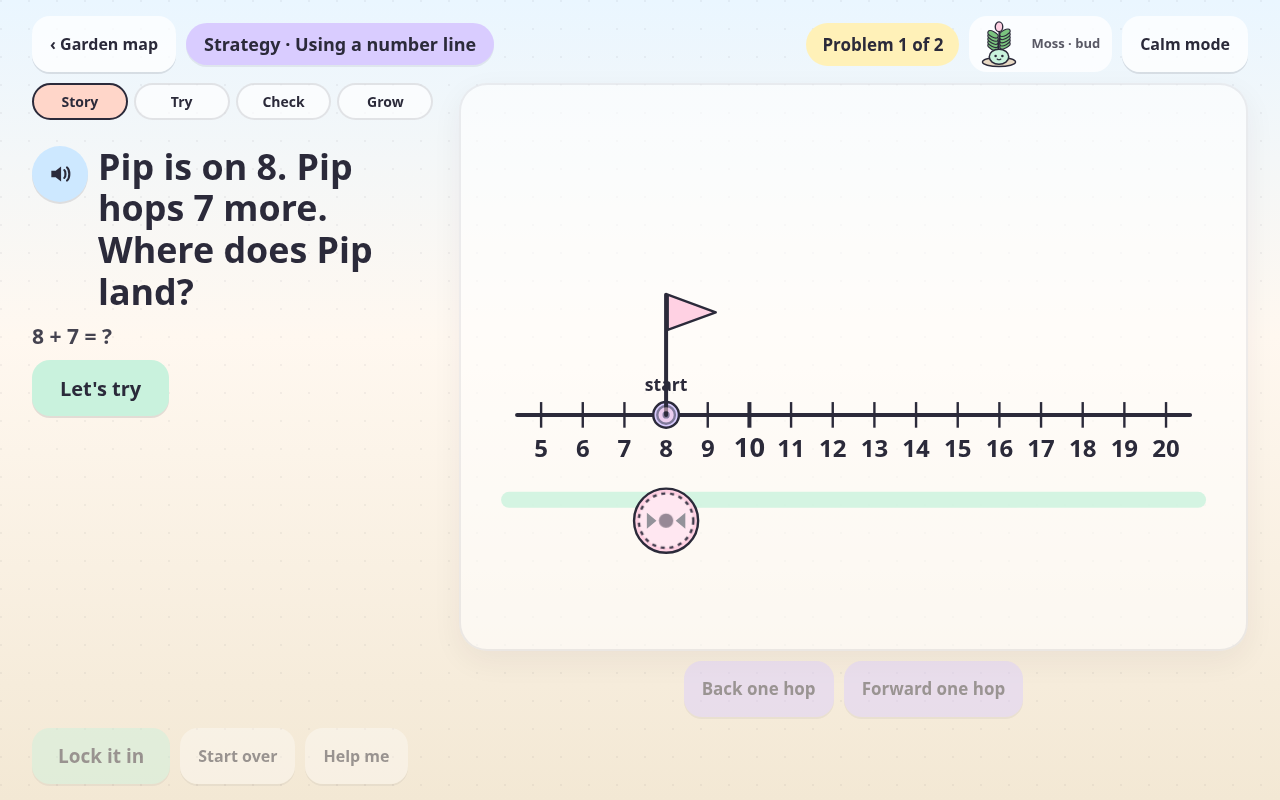 ‹ Garden map
Strategy · Using a number line
Problem 1 of 2
Moss · bud
Calm mode
Story
Try
Check
Grow
Pip is on 8. Pip
hops 7 more.
Where does Pip
land?
8 + 7 = ?
Let's try
start
5 6 7 8 9 10 11 12 13 14 15 16 17 18 19 20
Back one hop
Forward one hop
Lock it in
Start over
Help me